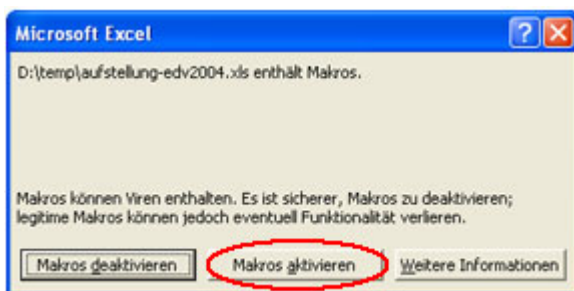 Microsoft Excel
D:\temp\aufstellung-edv2004.xls enthält Makros.
Makros können Viren enthalten. Es ist sicherer, Makros zu deaktivieren;
legitime Makros können jedoch eventuell Funktionalität verlieren.
Makros deaktivieren Makros aktivieren Weitere Informationen